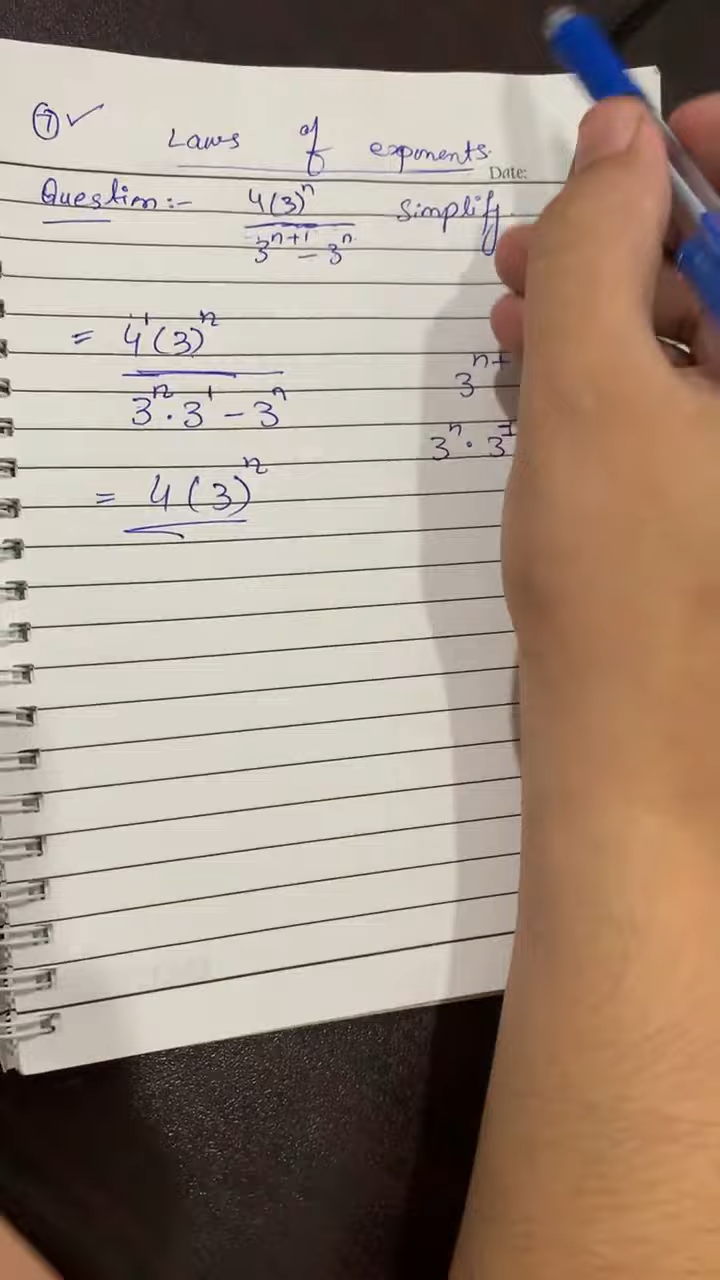 ⑦✓ Laws of exponents.
Date:
Question:- 4(3)^n / 3^{n+1} - 3^n Simplify.
= 4^1(3)^n / 3^n · 3^1 - 3^n
3^{n+
3^n · 3^1
= 4(3)^n